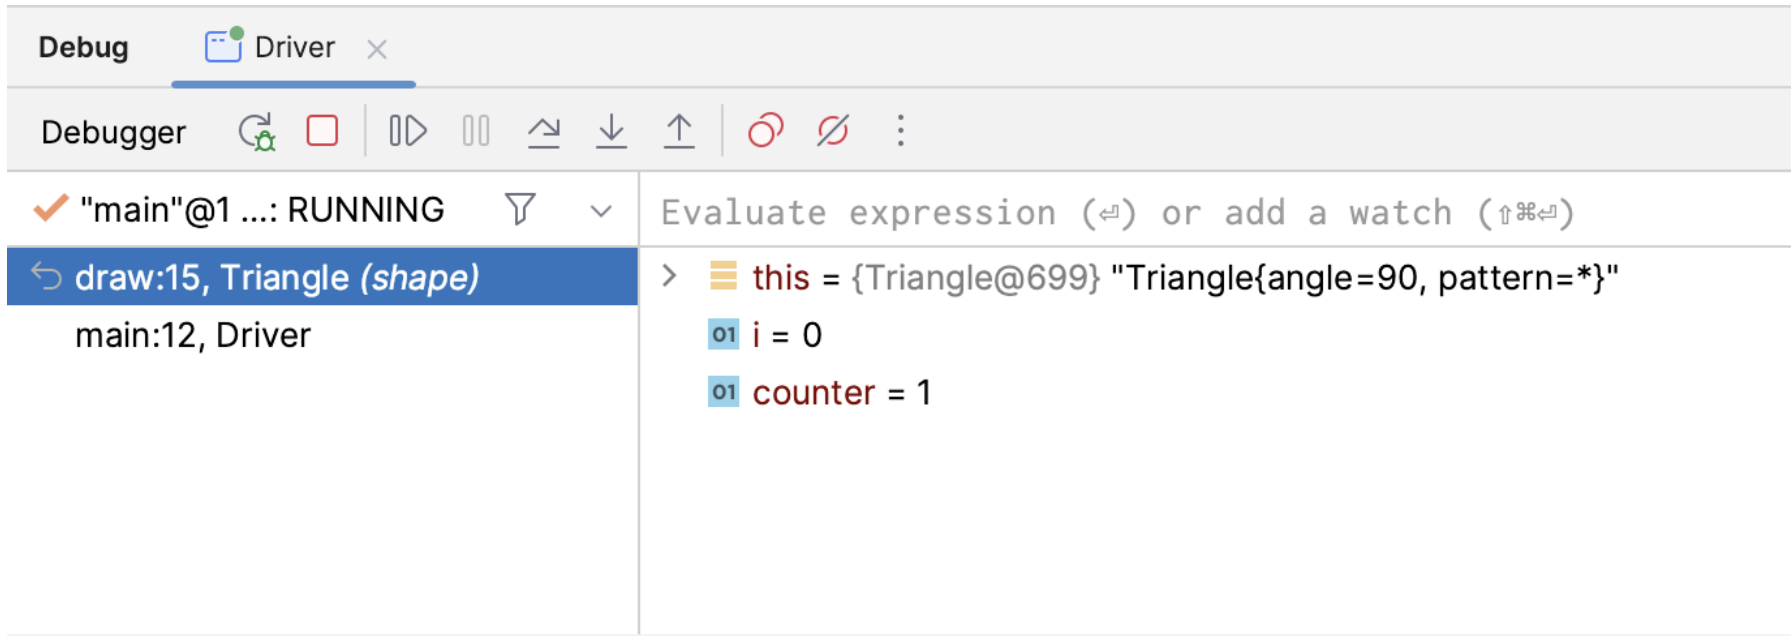 Debug Driver
Debugger
"main"@1 ...: RUNNING
Evaluate expression (⏎) or add a watch (⇧⌘⏎)
draw:15, Triangle (shape)
main:12, Driver
this = {Triangle@699} "Triangle{angle=90, pattern=*}"
01 i = 0
01 counter = 1